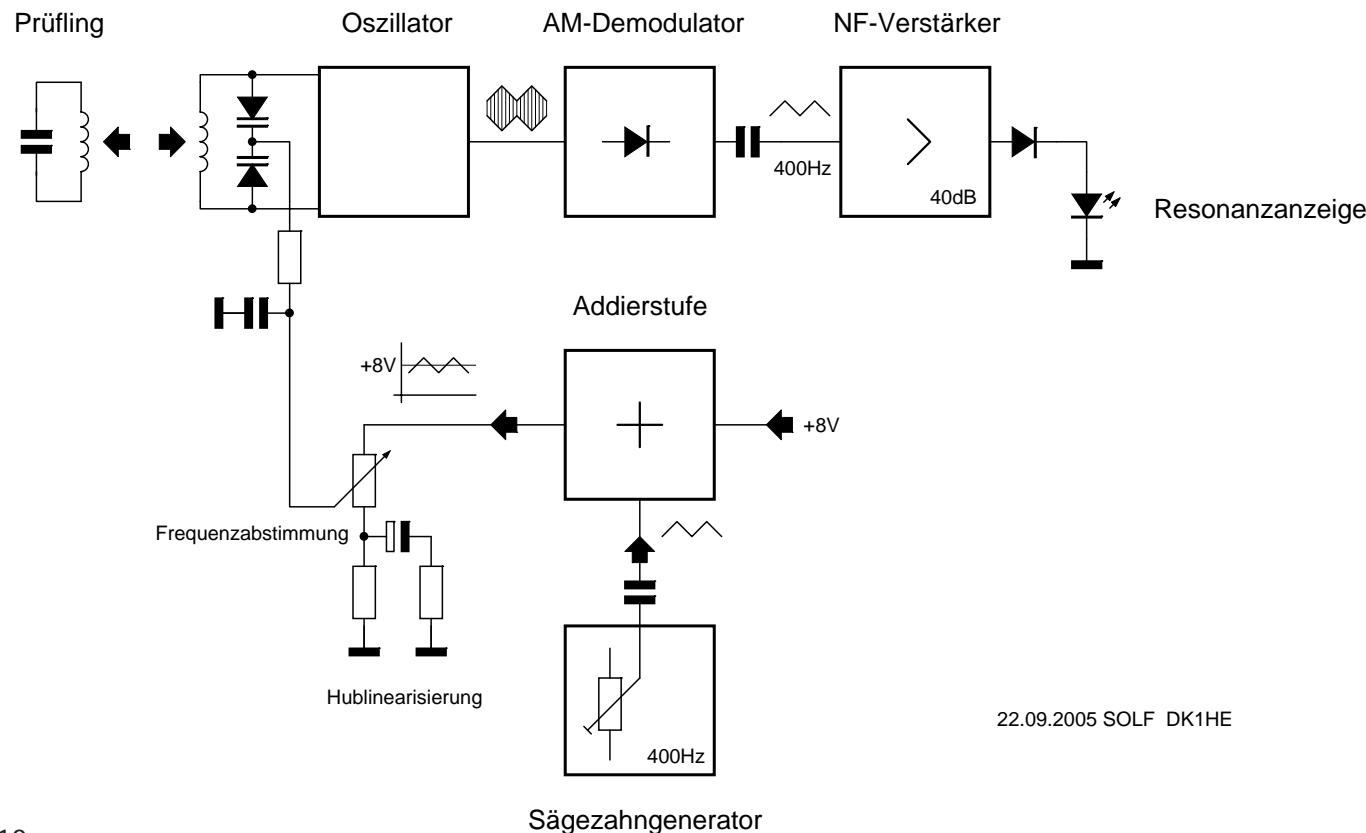 Prüfling
Oszillator
AM-Demodulator
NF-Verstärker
400Hz
40dB
Resonanzanzeige
Addierstufe
+8V
+8V
Frequenzabstimmung
Hublinearisierung
400Hz
22.09.2005 SOLF DK1HE
Sägezahngenerator